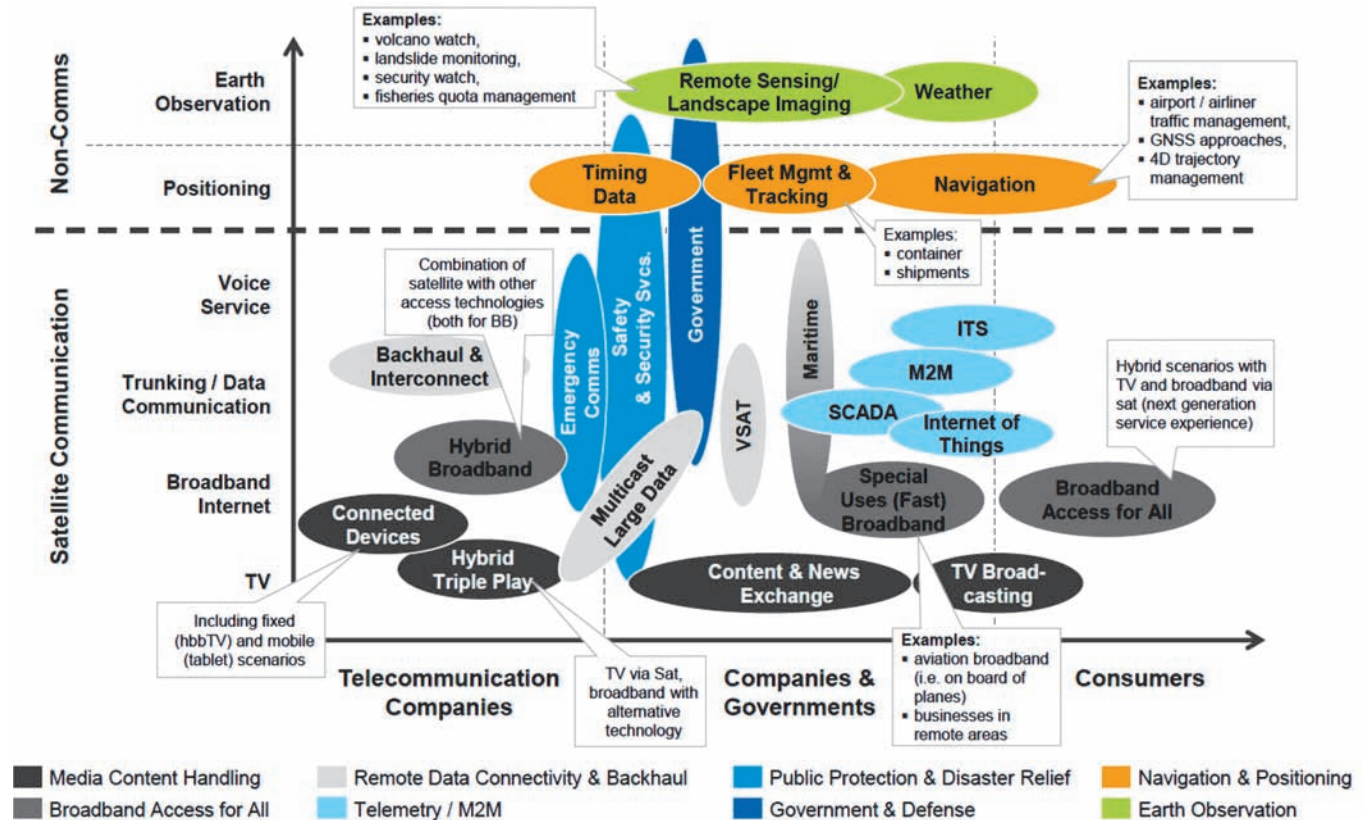 Examples:
▪ volcano watch,
▪ landslide monitoring,
▪ security watch,
▪ fisheries quota management
Non-Comms
Earth
Observation
Remote Sensing/
Landscape Imaging
Weather
Examples:
▪ airport / airliner
traffic management,
▪ GNSS approaches,
▪ 4D trajectory
management
Positioning
Timing
Data
Fleet Mgmt &
Tracking
Navigation
Examples:
▪ container
▪ shipments
Satellite Communication
Voice
Service
Combination of
satellite with other
access technologies
(both for BB)
Emergency
Comms
Safety
& Security Svcs.
Government
Maritime
ITS
Backhaul &
Interconnect
Trunking / Data
Communication
VSAT
M2M
SCADA
Internet of
Things
Hybrid scenarios with
TV and broadband via
sat (next generation
service experience)
Hybrid
Broadband
Broadband
Internet
Multicast
Large Data
Special
Uses (Fast)
Broadband
Broadband
Access for All
Connected
Devices
TV
Hybrid
Triple Play
Content & News
Exchange
TV Broad-
casting
Including fixed
(hbbTV) and mobile
(tablet) scenarios
TV via Sat,
broadband with
alternative
technology
Examples:
▪ aviation broadband
(i.e. on board of
planes)
▪ businesses in
remote areas
Telecommunication
Companies
Companies &
Governments
Consumers
Media Content Handling
Remote Data Connectivity & Backhaul
Public Protection & Disaster Relief
Navigation & Positioning
Broadband Access for All
Telemetry / M2M
Government & Defense
Earth Observation